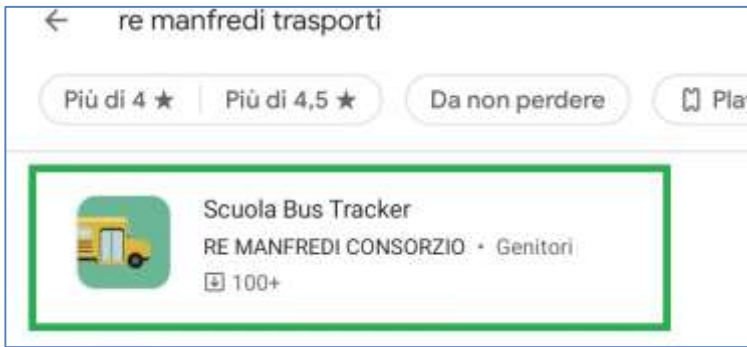 re manfredi trasporti
Più di 4 ★ Più di 4,5 ★ Da non perdere
Scuola Bus Tracker
RE MANFREDI CONSORZIO • Genitori
100+